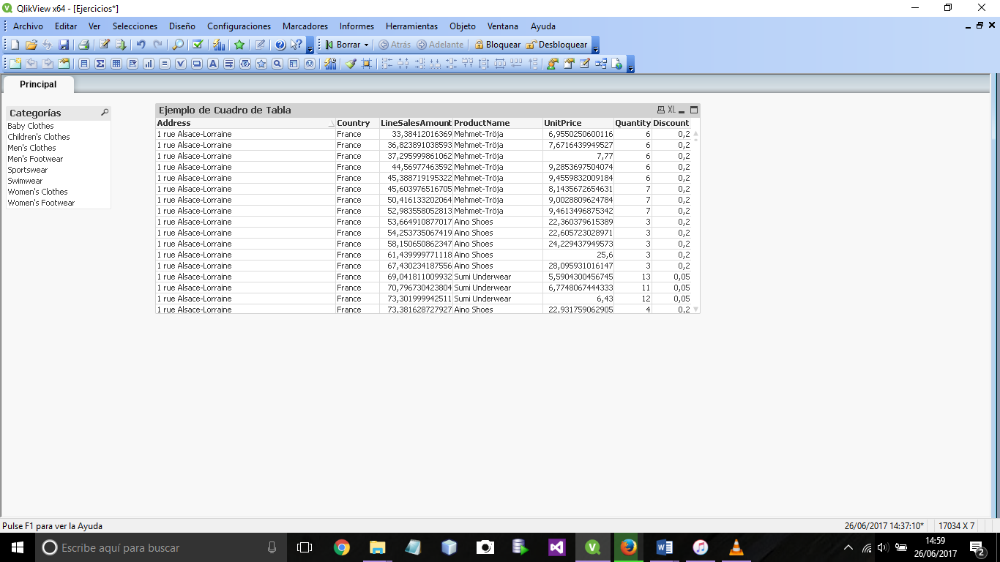 QlikView x64 - [Ejercicios*]
Archivo Editar Ver Selecciones Diseño Configuraciones Marcadores Informes Herramientas Objeto Ventana Ayuda
Borrar Atrás Adelante Bloquear Desbloquear
Principal
Categorías
Baby Clothes
Children's Clothes
Men's Clothes
Men's Footwear
Sportswear
Swimwear
Women's Clothes
Women's Footwear
Ejemplo de Cuadro de Tabla XL
Address Country LineSalesAmount ProductName UnitPrice Quantity Discount
1 rue Alsace-Lorraine France 33,38412016369 Mehmet-Tröja 6,9550250600116 6 0,2
1 rue Alsace-Lorraine France 36,823891038593 Mehmet-Tröja 7,6716439949527 6 0,2
1 rue Alsace-Lorraine France 37,295999861062 Mehmet-Tröja 7,77 6 0,2
1 rue Alsace-Lorraine France 44,56977463592 Mehmet-Tröja 9,2853697504074 6 0,2
1 rue Alsace-Lorraine France 45,388719195322 Mehmet-Tröja 9,4559832009184 6 0,2
1 rue Alsace-Lorraine France 45,603976516705 Mehmet-Tröja 8,1435672654631 7 0,2
1 rue Alsace-Lorraine France 50,416133202064 Mehmet-Tröja 9,0028809624784 7 0,2
1 rue Alsace-Lorraine France 52,983558052813 Mehmet-Tröja 9,4613496875342 7 0,2
1 rue Alsace-Lorraine France 53,664910877017 Aino Shoes 22,360379615389 3 0,2
1 rue Alsace-Lorraine France 54,253735067419 Aino Shoes 22,605723028971 3 0,2
1 rue Alsace-Lorraine France 58,150650862347 Aino Shoes 24,229437949573 3 0,2
1 rue Alsace-Lorraine France 61,439999771118 Aino Shoes 25,6 3 0,2
1 rue Alsace-Lorraine France 67,430234187556 Aino Shoes 28,095931016147 3 0,2
1 rue Alsace-Lorraine France 69,041811009932 Sumi Underwear 5,5904300456745 13 0,05
1 rue Alsace-Lorraine France 70,796730423804 Sumi Underwear 6,7748067444333 11 0,05
1 rue Alsace-Lorraine France 73,301999942511 Sumi Underwear 6,43 12 0,05
1 rue Alsace-Lorraine France 73,381628727927 Aino Shoes 22,931759062905 4 0,2
Pulse F1 para ver la Ayuda 26/06/2017 14:37:10* 17034 X 7
Escribe aquí para buscar
14:59
26/06/2017
2